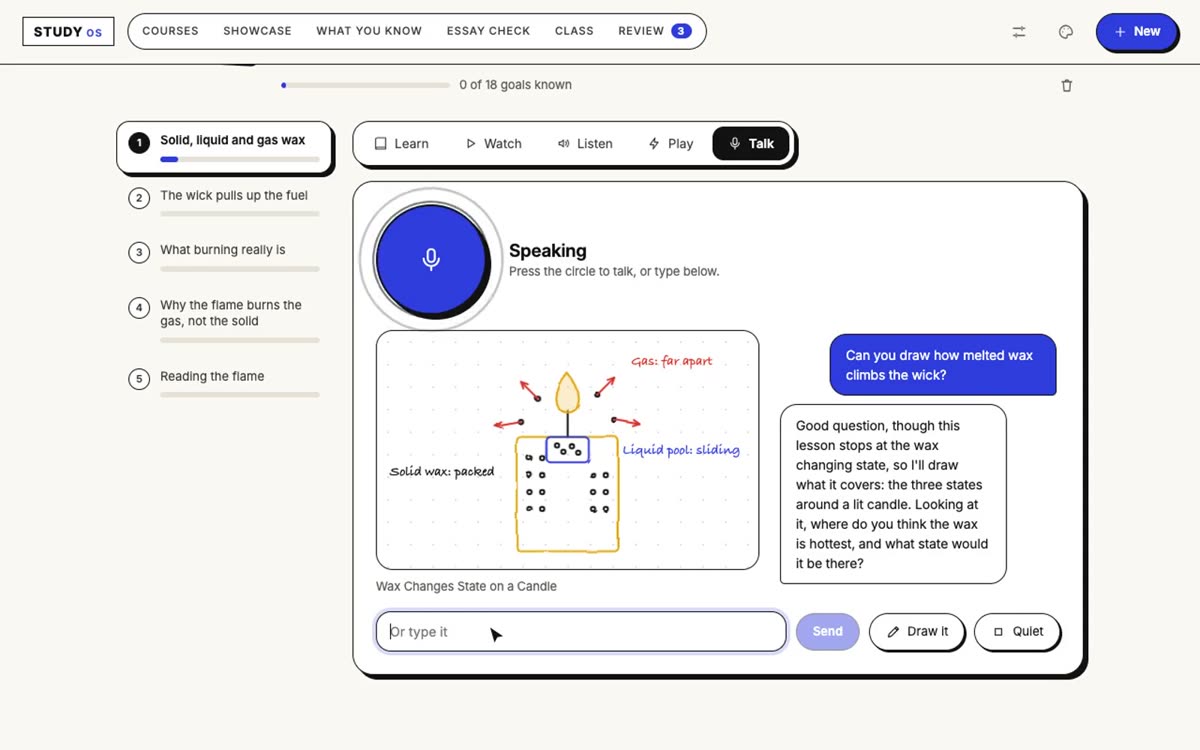 STUDY OS
COURSES
SHOWCASE
WHAT YOU KNOW
ESSAY CHECK
CLASS
REVIEW 3
+ New
0 of 18 goals known
1 Solid, liquid and gas wax
2 The wick pulls up the fuel
3 What burning really is
4 Why the flame burns the
gas, not the solid
5 Reading the flame
Learn
Watch
Listen
Play
Talk
Speaking
Press the circle to talk, or type below.
Gas: far apart
Liquid pool: sliding
Solid wax: packed
Wax Changes State on a Candle
Can you draw how melted wax
climbs the wick?
Good question, though this
lesson stops at the wax
changing state, so I'll draw
what it covers: the three states
around a lit candle. Looking at
it, where do you think the wax
is hottest, and what state would
it be there?
Or type it
Send
Draw it
Quiet